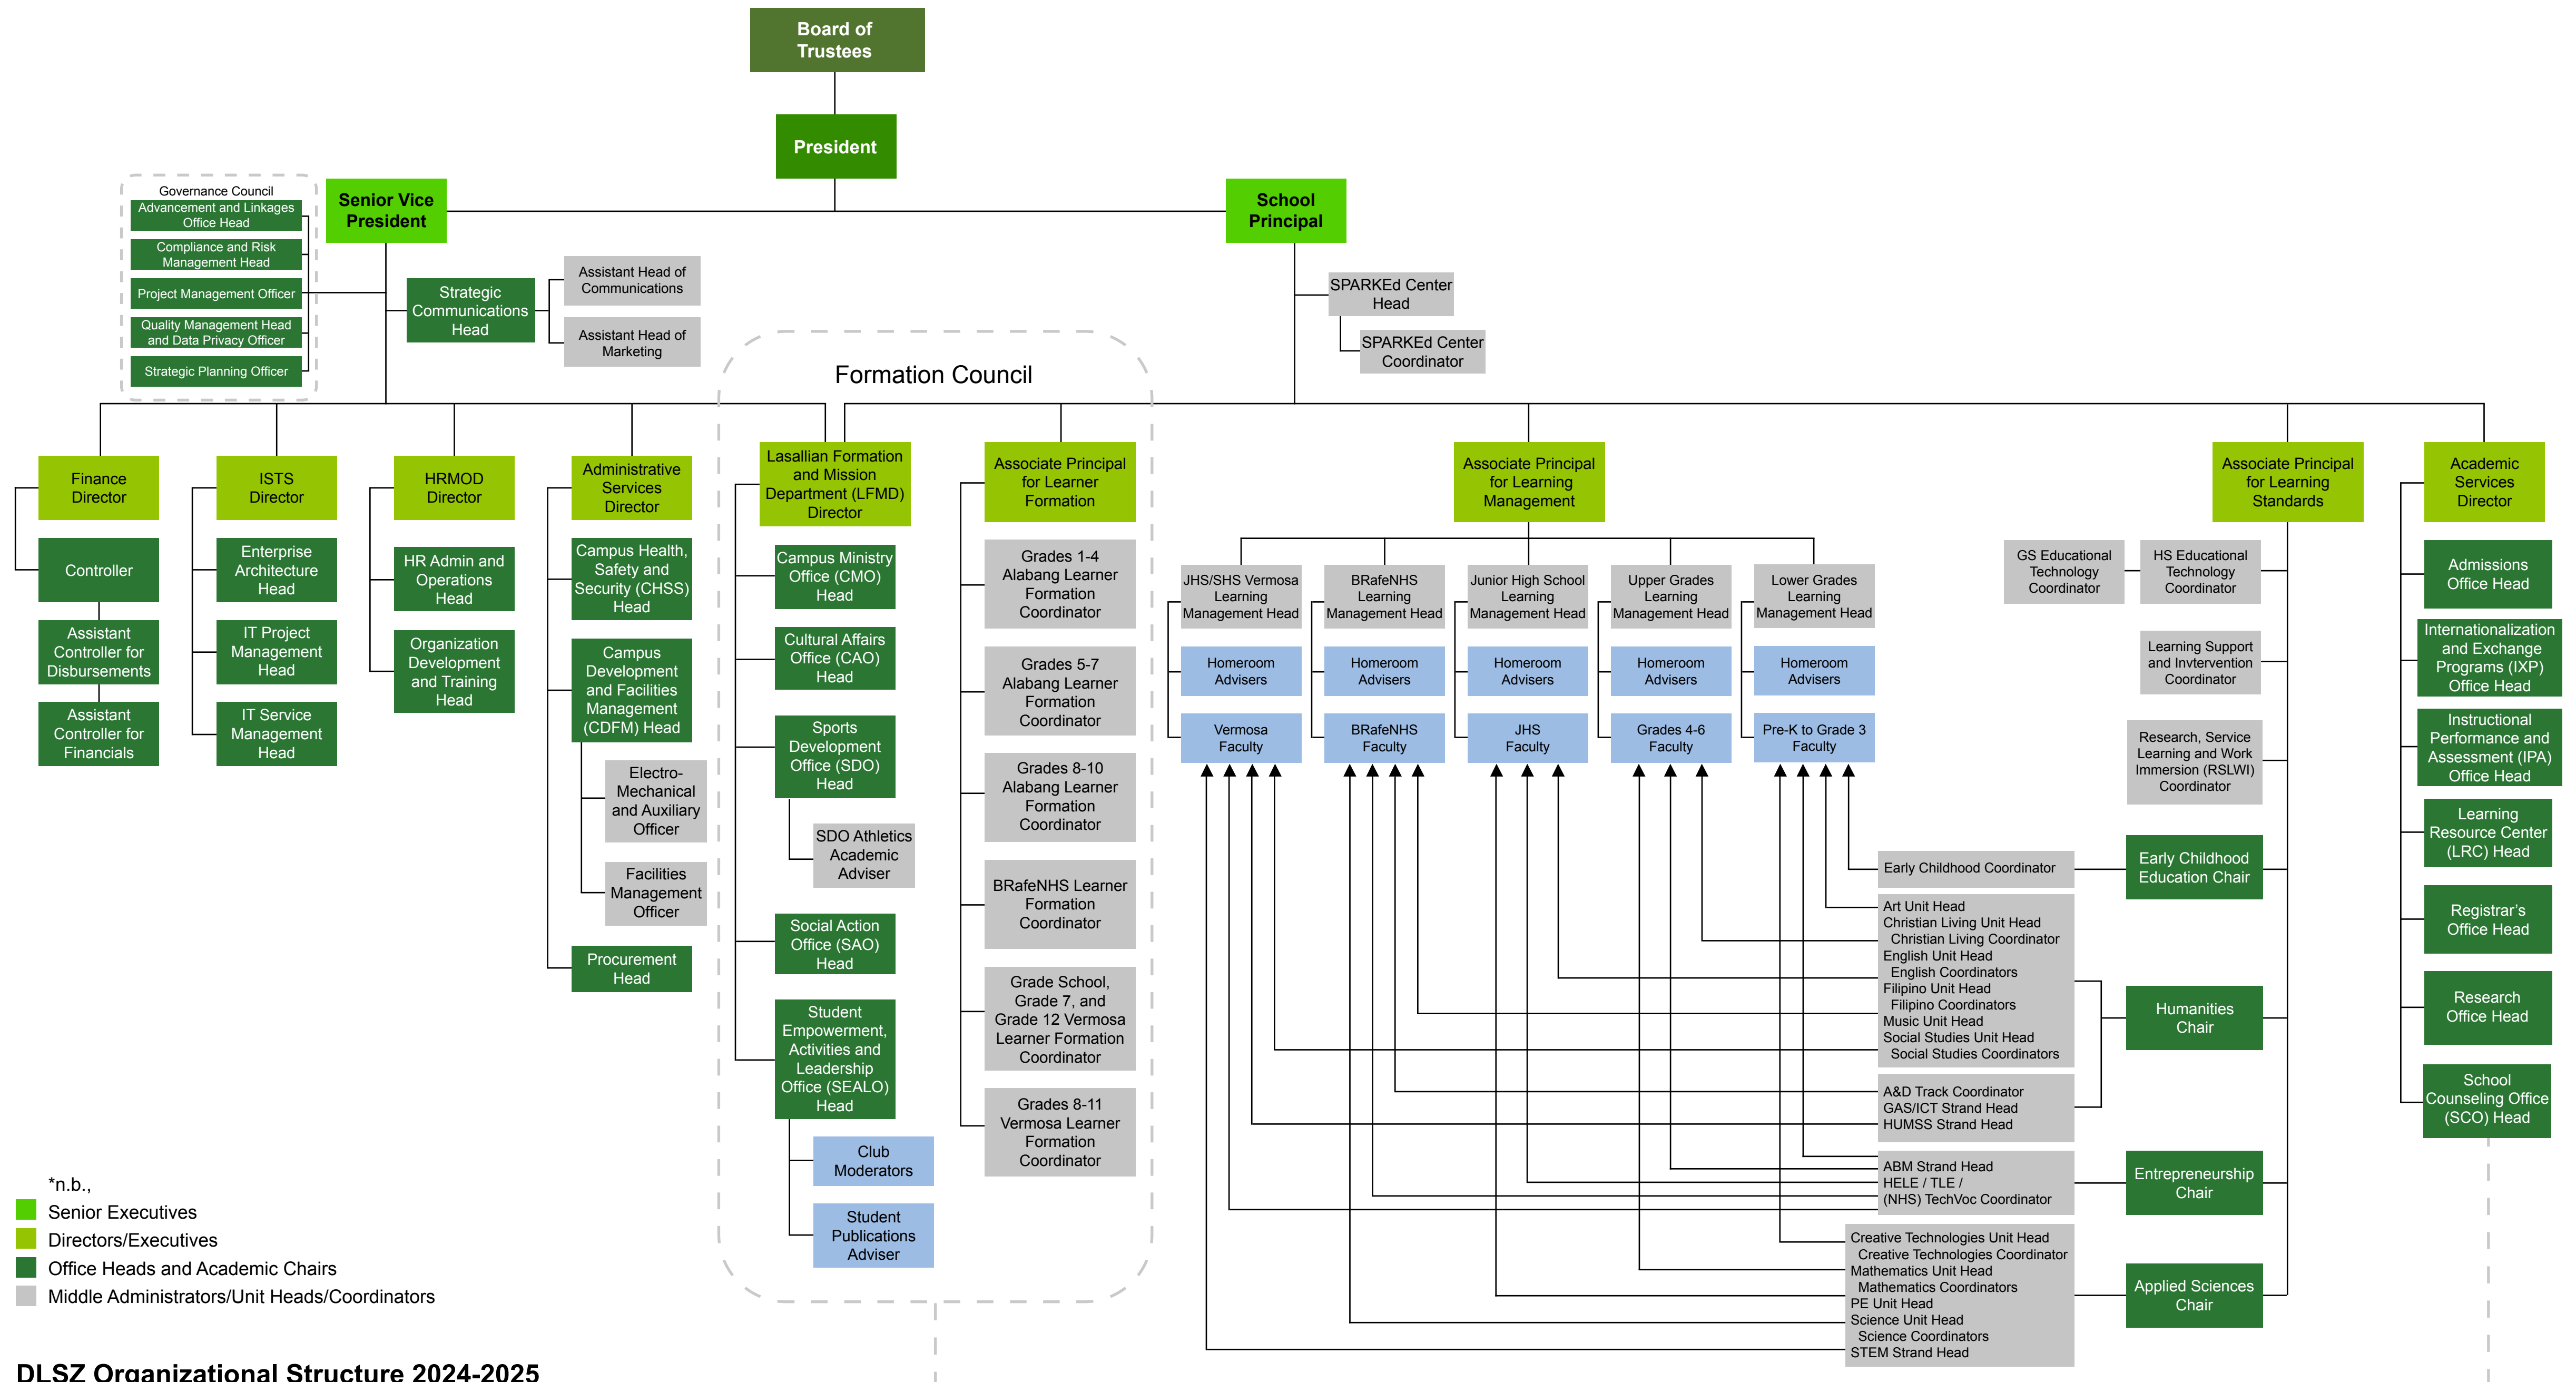 Board of
Trustees
President
Senior Vice
President
School
Principal
Governance Council
Advancement and Linkages
Office Head
Compliance and Risk
Management Head
Project Management Officer
Quality Management Head
and Data Privacy Officer
Strategic Planning Officer
Strategic
Communications
Head
Assistant Head of
Communications
Assistant Head of
Marketing
SPARKEd Center
Head
SPARKEd Center
Coordinator
Formation Council
Finance
Director
Controller
Assistant
Controller for
Disbursements
Assistant
Controller for
Financials
ISTS
Director
Enterprise
Architecture
Head
IT Project
Management
Head
IT Service
Management
Head
HRMOD
Director
HR Admin and
Operations
Head
Organization
Development
and Training
Head
Administrative
Services
Director
Campus Health,
Safety and
Security (CHSS)
Head
Campus
Development
and Facilities
Management
(CDFM) Head
Electro-
Mechanical
and Auxiliary
Officer
Facilities
Management
Officer
Procurement
Head
Lasallian Formation
and Mission
Department (LFMD)
Director
Campus Ministry
Office (CMO)
Head
Cultural Affairs
Office (CAO)
Head
Sports
Development
Office (SDO)
Head
SDO Athletics
Academic
Adviser
Social Action
Office (SAO)
Head
Student
Empowerment,
Activities and
Leadership
Office (SEALO)
Head
Club
Moderators
Student
Publications
Adviser
Associate Principal
for Learner
Formation
Grades 1-4
Alabang Learner
Formation
Coordinator
Grades 5-7
Alabang Learner
Formation
Coordinator
Grades 8-10
Alabang Learner
Formation
Coordinator
BRafeNHS Learner
Formation
Coordinator
Grade School,
Grade 7, and
Grade 12 Vermosa
Learner Formation
Coordinator
Grades 8-11
Vermosa Learner
Formation
Coordinator
Associate Principal
for Learning
Management
JHS/SHS Vermosa
Learning
Management Head
Homeroom
Advisers
Vermosa
Faculty
BRafeNHS
Learning
Management Head
Homeroom
Advisers
BRafeNHS
Faculty
Junior High School
Learning
Management Head
Homeroom
Advisers
JHS
Faculty
Upper Grades
Learning
Management Head
Homeroom
Advisers
Grades 4-6
Faculty
Lower Grades
Learning
Management Head
Homeroom
Advisers
Pre-K to Grade 3
Faculty
Associate Principal
for Learning
Standards
GS Educational
Technology
Coordinator
HS Educational
Technology
Coordinator
Learning Support
and Invtervention
Coordinator
Research, Service
Learning and Work
Immersion (RSLWI)
Coordinator
Early Childhood Coordinator
Early Childhood
Education Chair
Art Unit Head
Christian Living Unit Head
Christian Living Coordinator
English Unit Head
English Coordinators
Filipino Unit Head
Filipino Coordinators
Music Unit Head
Social Studies Unit Head
Social Studies Coordinators
A&D Track Coordinator
GAS/ICT Strand Head
HUMSS Strand Head
Humanities
Chair
ABM Strand Head
HELE / TLE /
(NHS) TechVoc Coordinator
Entrepreneurship
Chair
Creative Technologies Unit Head
Creative Technologies Coordinator
Mathematics Unit Head
Mathematics Coordinators
PE Unit Head
Science Unit Head
Science Coordinators
STEM Strand Head
Applied Sciences
Chair
Academic
Services
Director
Admissions
Office Head
Internationalization
and Exchange
Programs (IXP)
Office Head
Instructional
Performance and
Assessment (IPA)
Office Head
Learning
Resource Center
(LRC) Head
Registrar's
Office Head
Research
Office Head
School
Counseling Office
(SCO) Head
*n.b.,
Senior Executives
Directors/Executives
Office Heads and Academic Chairs
Middle Administrators/Unit Heads/Coordinators
DLSZ Organizational Structure 2024-2025